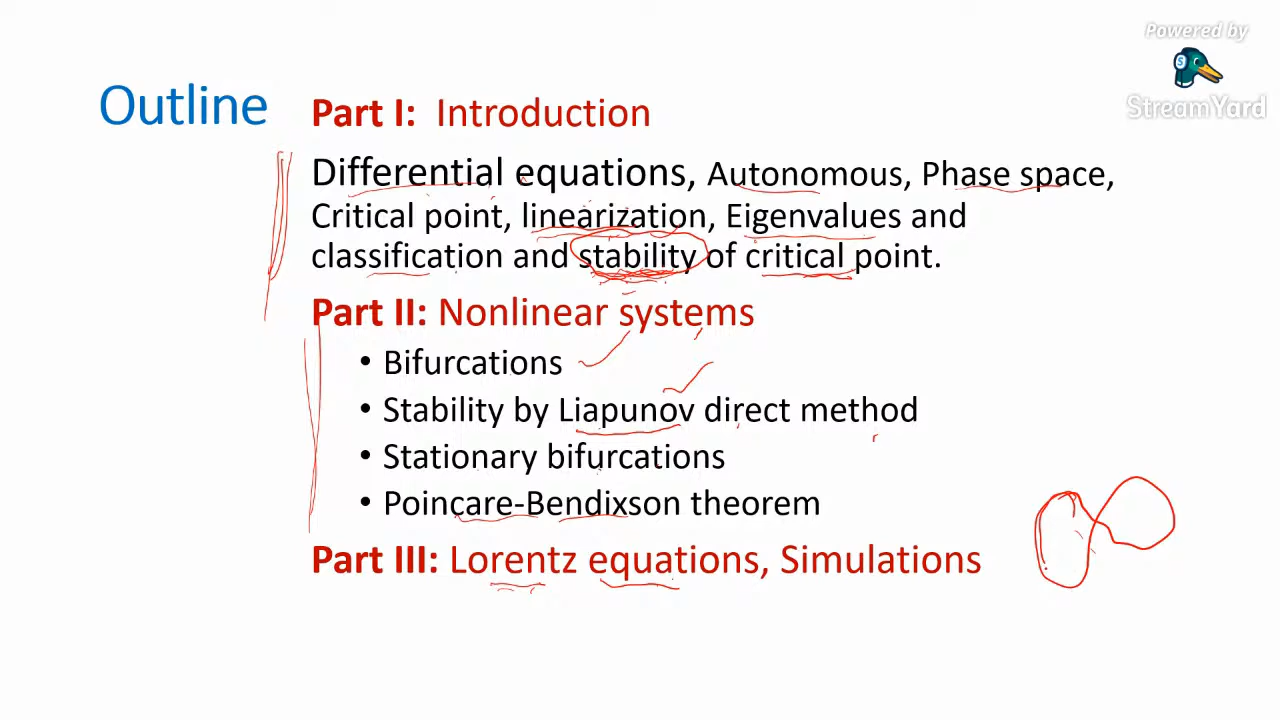 Powered by
StreamYard
Outline
Part I: Introduction
Differential equations, Autonomous, Phase space,
Critical point, linearization, Eigenvalues and
classification and stability of critical point.
Part II: Nonlinear systems
• Bifurcations
• Stability by Liapunov direct method
• Stationary bifurcations
• Poincare-Bendixson theorem
Part III: Lorentz equations, Simulations